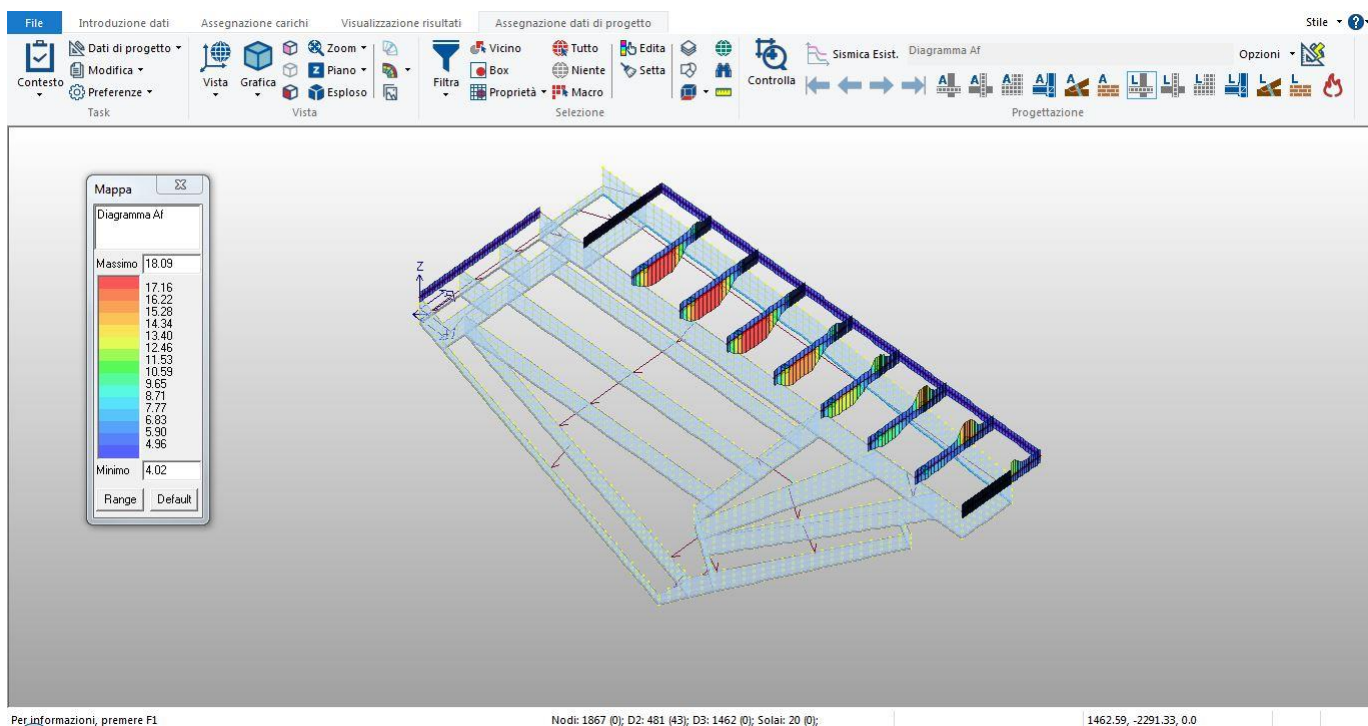 File Introduzione dati Assegnazione carichi Visualizzazione risultati Assegnazione dati di progetto Stile
Contesto
Dati di progetto
Modifica
Preferenze
Task
Vista
Grafica
Zoom
Piano
Esploso
Vista
Filtra
Vicino
Box
Proprietà
Tutto
Niente
Macro
Edita
Setta
Selezione
Controlla
Sismica Esist. Diagramma Af Opzioni
A A A A A A L L L L L L
Progettazione
Mappa
Diagramma Af
Massimo 18.09
17.16
16.22
15.28
14.34
13.40
12.46
11.53
10.59
9.65
8.71
7.77
6.83
5.90
4.96
Minimo 4.02
Range Default
Z
Per informazioni, premere F1 Nodi: 1867 (0); D2: 481 (43); D3: 1462 (0); Solai: 20 (0); 1462.59, -2291.33, 0.0